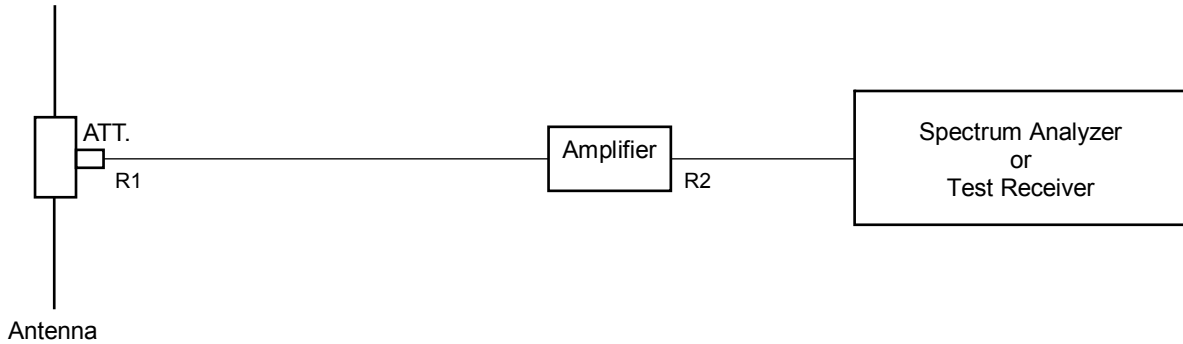 ATT.
R1
Amplifier
R2
Spectrum Analyzer
or
Test Receiver
Antenna